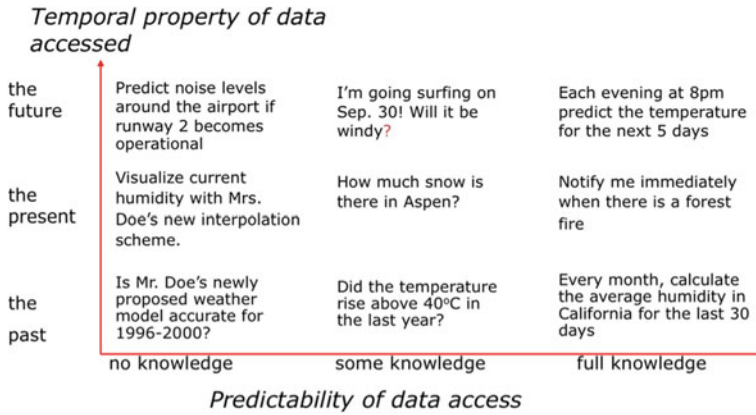 Temporal property of data
accessed
the
future
Predict noise levels
around the airport if
runway 2 becomes
operational
I'm going surfing on
Sep. 30! Will it be
windy?
Each evening at 8pm
predict the temperature
for the next 5 days
the
present
Visualize current
humidity with Mrs.
Doe's new interpolation
scheme.
How much snow is
there in Aspen?
Notify me immediately
when there is a forest
fire
the
past
Is Mr. Doe's newly
proposed weather
model accurate for
1996-2000?
Did the temperature
rise above 40°C in
the last year?
Every month, calculate
the average humidity in
California for the last 30
days
no knowledge
some knowledge
full knowledge
Predictability of data access